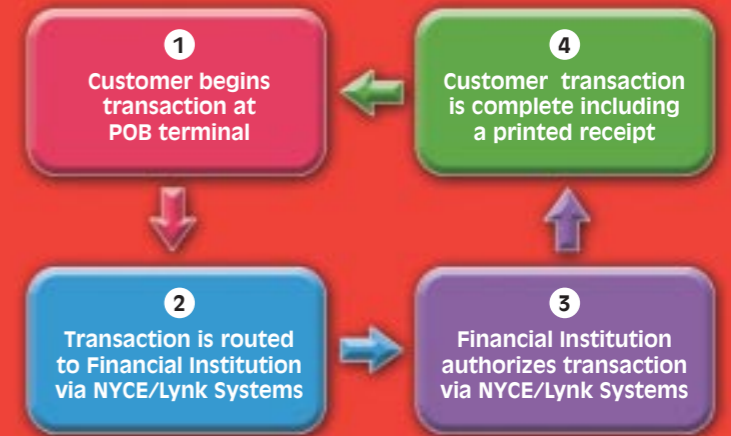 1
Customer begins
transaction at
POB terminal
2
Transaction is routed
to Financial Institution
via NYCE/Lynk Systems
3
Financial Institution
authorizes transaction
via NYCE/Lynk Systems
4
Customer transaction
is complete including
a printed receipt